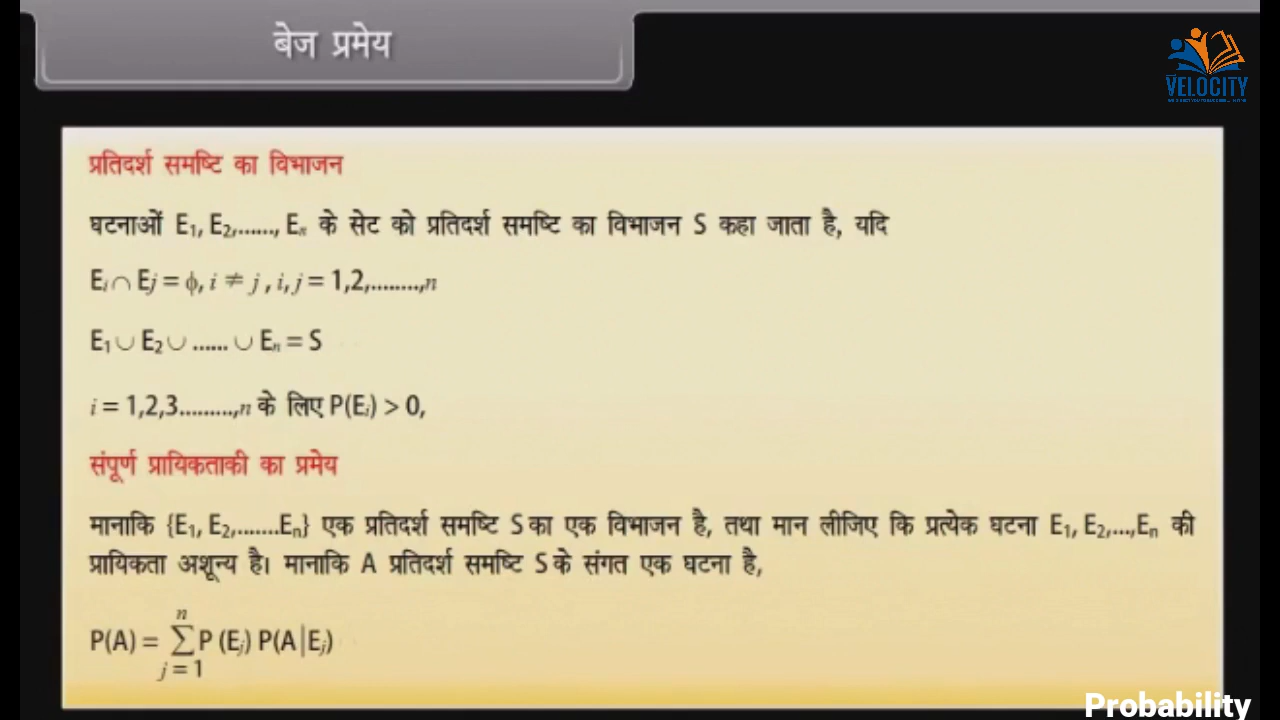 बेज प्रमेय
VELOCITY
प्रतिदर्श समष्टि का विभाजन
घटनाओं E₁, E₂,......, Eₙ के सेट को प्रतिदर्श समष्टि का विभाजन S कहा जाता है, यदि
Eᵢ ∩ Eⱼ = ϕ, i ≠ j , i, j = 1,2,........,n
E₁ ∪ E₂ ∪ ...... ∪ Eₙ = S
i = 1,2,3.........,n के लिए P(Eᵢ) > 0,
संपूर्ण प्रायिकताकी का प्रमेय
मानाकि {E₁, E₂,.......Eₙ} एक प्रतिदर्श समष्टि S का एक विभाजन है, तथा मान लीजिए कि प्रत्येक घटना E₁, E₂,...,Eₙ की
प्रायिकता अशून्य है। मानाकि A प्रतिदर्श समष्टि S के संगत एक घटना है,
n
P(A) = ∑ P (Eⱼ) P(A|Eⱼ)
j = 1
Probability